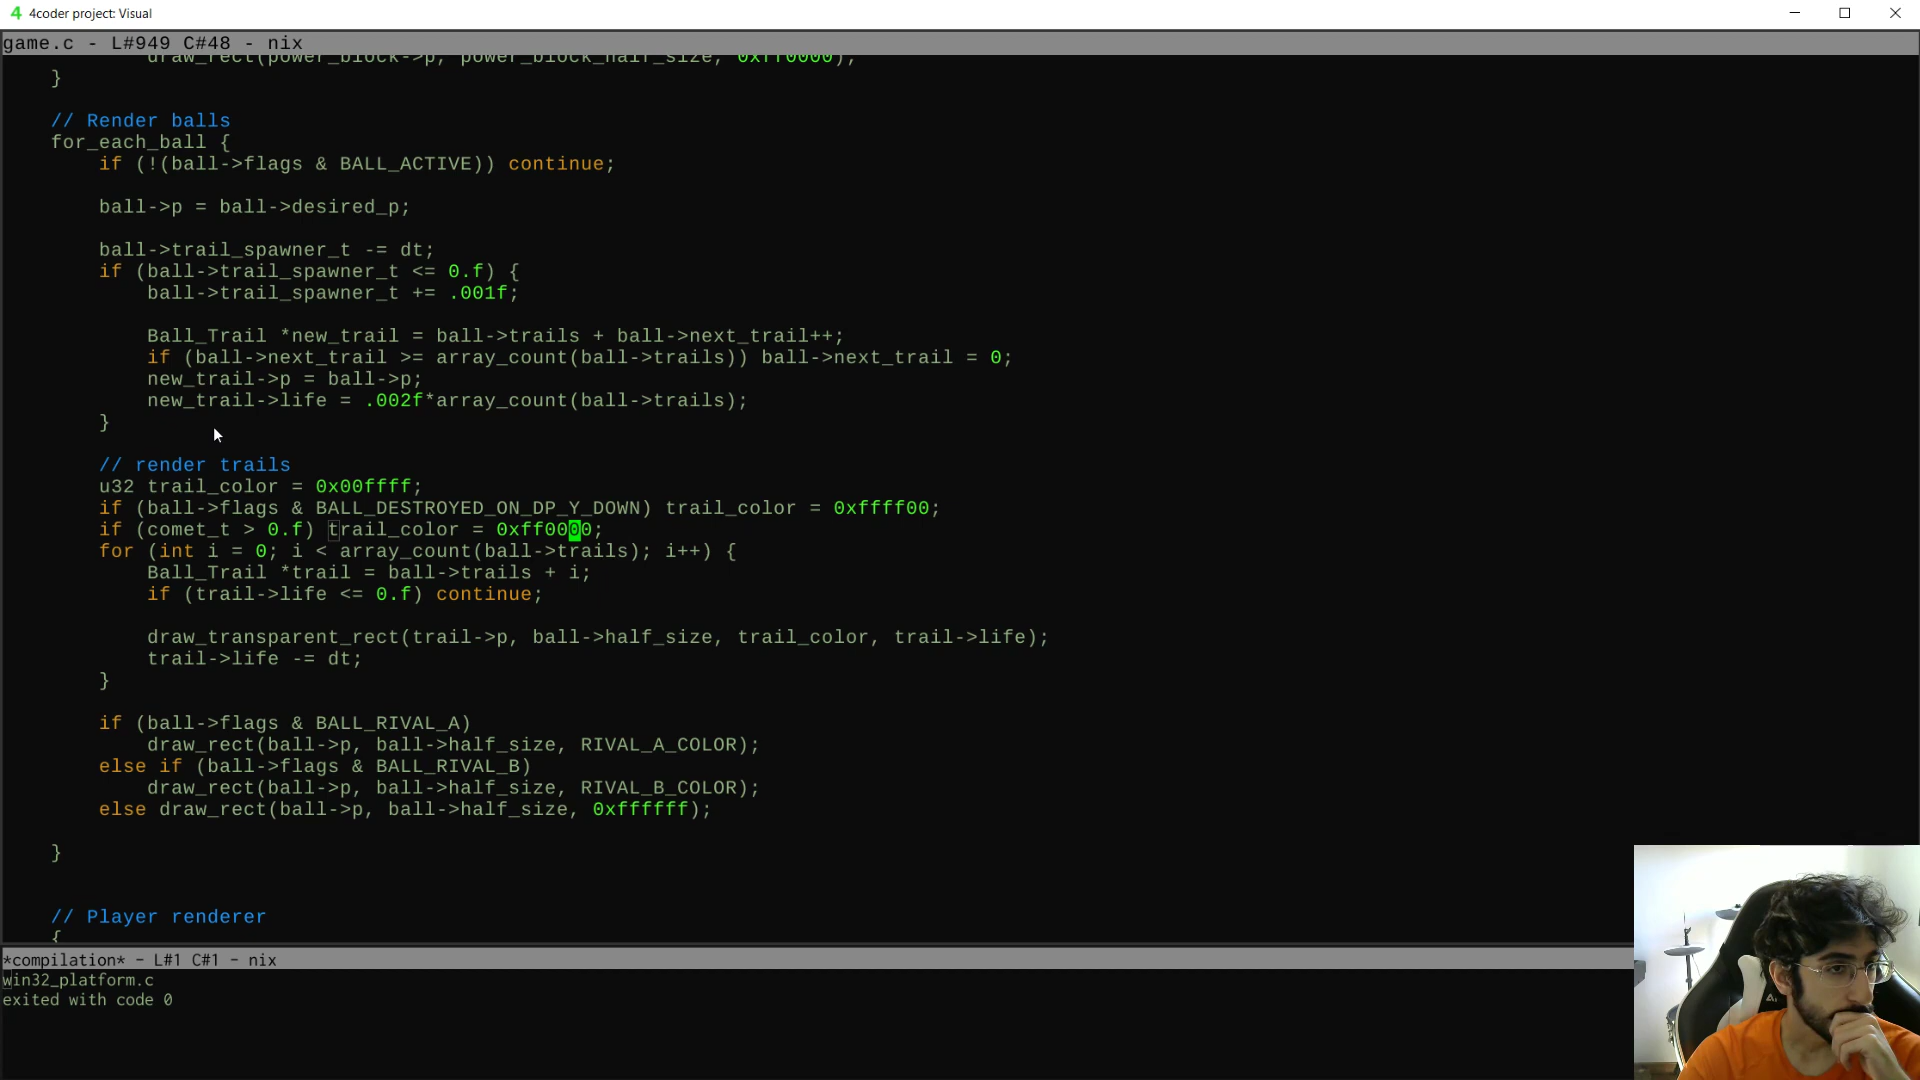 4 4coder project: Visual
game.c - L#949 C#48 - nix
draw_rect(power_block->p, power_block_half_size, 0xff0000);
}
// Render balls
for_each_ball {
if (!(ball->flags & BALL_ACTIVE)) continue;
ball->p = ball->desired_p;
ball->trail_spawner_t -= dt;
if (ball->trail_spawner_t <= 0.f) {
ball->trail_spawner_t += .001f;
Ball_Trail *new_trail = ball->trails + ball->next_trail++;
if (ball->next_trail >= array_count(ball->trails)) ball->next_trail = 0;
new_trail->p = ball->p;
new_trail->life = .002f*array_count(ball->trails);
}
// render trails
u32 trail_color = 0x00ffff;
if (ball->flags & BALL_DESTROYED_ON_DP_Y_DOWN) trail_color = 0xffff00;
if (comet_t > 0.f) trail_color = 0xff0000;
for (int i = 0; i < array_count(ball->trails); i++) {
Ball_Trail *trail = ball->trails + i;
if (trail->life <= 0.f) continue;
draw_transparent_rect(trail->p, ball->half_size, trail_color, trail->life);
trail->life -= dt;
}
if (ball->flags & BALL_RIVAL_A)
draw_rect(ball->p, ball->half_size, RIVAL_A_COLOR);
else if (ball->flags & BALL_RIVAL_B)
draw_rect(ball->p, ball->half_size, RIVAL_B_COLOR);
else draw_rect(ball->p, ball->half_size, 0xffffff);
}
// Player renderer
{
*compilation* - L#1 C#1 - nix
win32_platform.c
exited with code 0